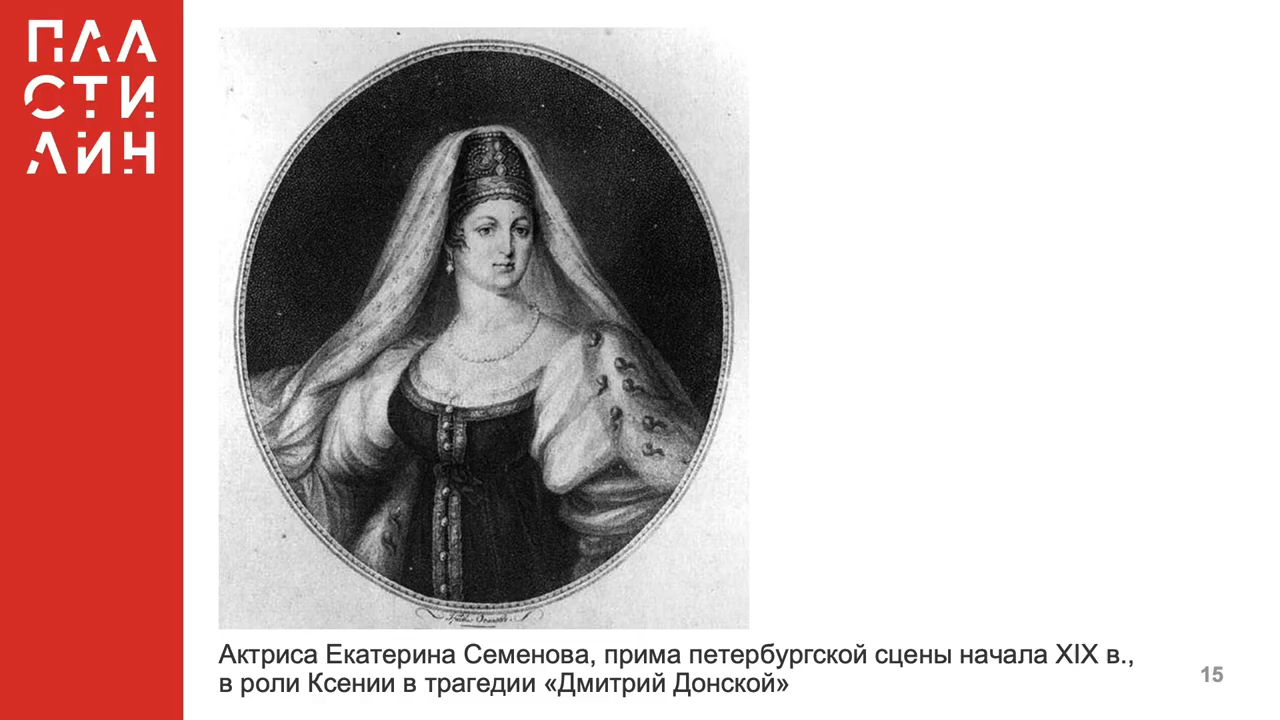 ПЛА
СТИ
ЛИН
Актриса Екатерина Семенова, прима петербургской сцены начала XIX в.,
в роли Ксении в трагедии «Дмитрий Донской»
15